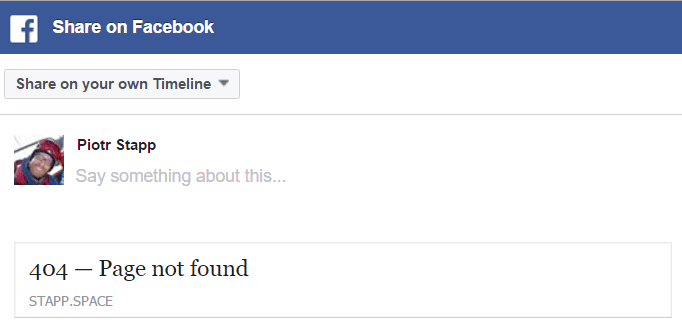 Share on Facebook
Share on your own Timeline
Piotr Stapp
Say something about this...
404 — Page not found
STAPP.SPACE